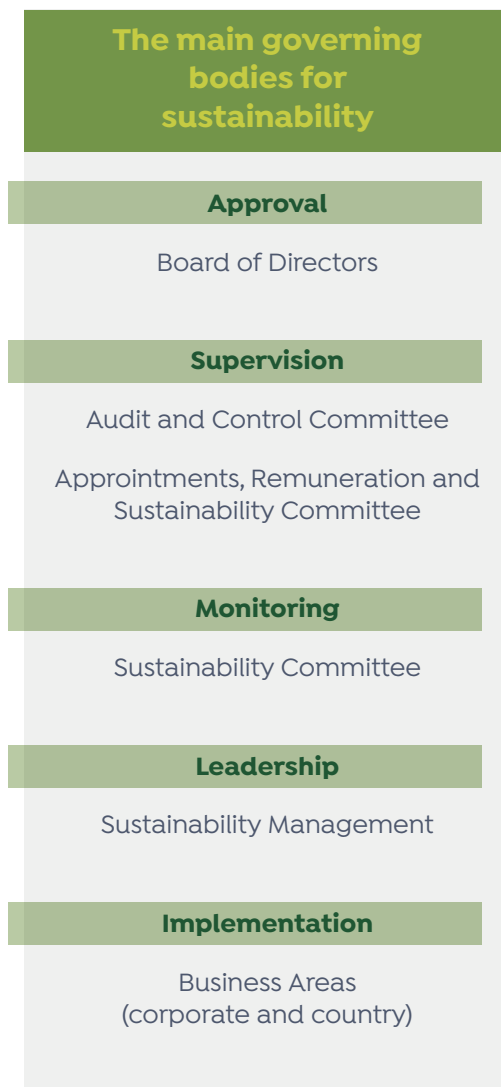 The main governing
bodies for
sustainability
Approval
Board of Directors
Supervision
Audit and Control Committee
Approintments, Remuneration and
Sustainability Committee
Monitoring
Sustainability Committee
Leadership
Sustainability Management
Implementation
Business Areas
(corporate and country)